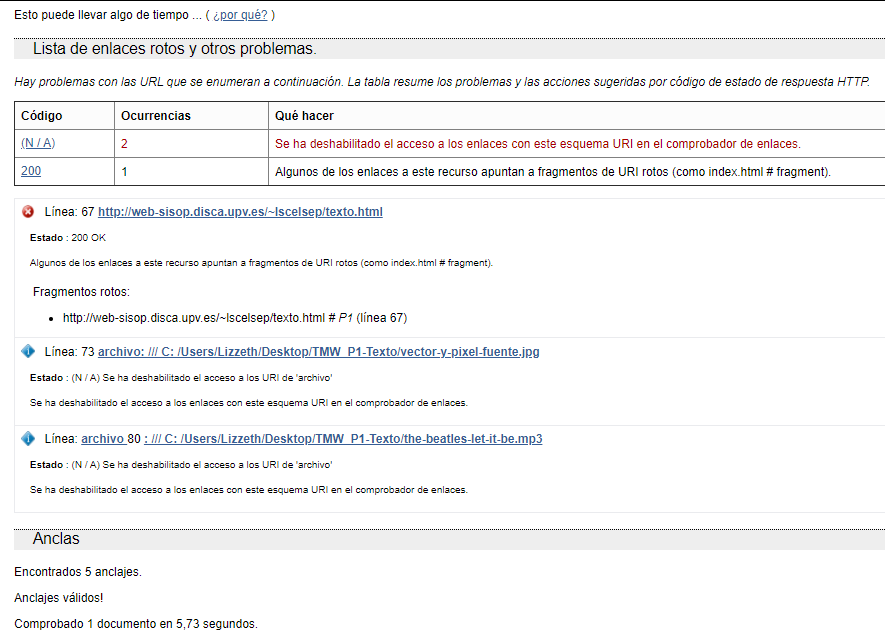 Esto puede llevar algo de tiempo ... ( ¿por qué? )
Lista de enlaces rotos y otros problemas.
Hay problemas con las URL que se enumeran a continuación. La tabla resume los problemas y las acciones sugeridas por código de estado de respuesta HTTP.
Código Ocurrencias Qué hacer
(N / A) 2 Se ha deshabilitado el acceso a los enlaces con este esquema URI en el comprobador de enlaces.
200 1 Algunos de los enlaces a este recurso apuntan a fragmentos de URI rotos (como index.html # fragment).
Línea: 67 http://web-sisop.disca.upv.es/~lscelsep/texto.html
Estado : 200 OK
Algunos de los enlaces a este recurso apuntan a fragmentos de URI rotos (como index.html # fragment).
Fragmentos rotos:
• http://web-sisop.disca.upv.es/~lscelsep/texto.html # P1 (línea 67)
Línea: 73 archivo: /// C: /Users/Lizzeth/Desktop/TMW_P1-Texto/vector-y-pixel-fuente.jpg
Estado : (N / A) Se ha deshabilitado el acceso a los URI de 'archivo'
Se ha deshabilitado el acceso a los enlaces con este esquema URI en el comprobador de enlaces.
Línea: archivo 80 : /// C: /Users/Lizzeth/Desktop/TMW_P1-Texto/the-beatles-let-it-be.mp3
Estado : (N / A) Se ha deshabilitado el acceso a los URI de 'archivo'
Se ha deshabilitado el acceso a los enlaces con este esquema URI en el comprobador de enlaces.
Anclas
Encontrados 5 anclajes.
Anclajes válidos!
Comprobado 1 documento en 5,73 segundos.